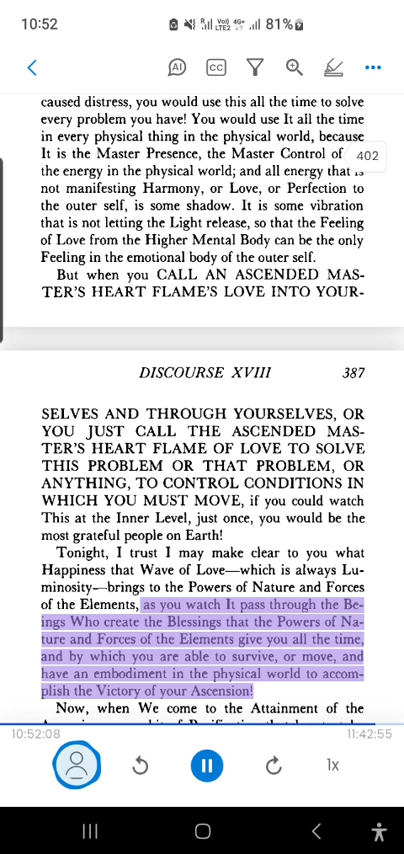 10:52
81%
AI
CC
caused distress, you would use this all the time to solve
every problem you have! You would use It all the time
in every physical thing in the physical world, because
It is the Master Presence, the Master Control of
402
the energy in the physical world; and all energy that is
not manifesting Harmony, or Love, or Perfection to
the outer self, is some shadow. It is some vibration
that is not letting the Light release, so that the Feeling
of Love from the Higher Mental Body can be the only
Feeling in the emotional body of the outer self.
But when you CALL AN ASCENDED MAS-
TER'S HEART FLAME'S LOVE INTO YOUR-
DISCOURSE XVIII 387
SELVES AND THROUGH YOURSELVES, OR
YOU JUST CALL THE ASCENDED MAS-
TER'S HEART FLAME OF LOVE TO SOLVE
THIS PROBLEM OR THAT PROBLEM, OR
ANYTHING, TO CONTROL CONDITIONS IN
WHICH YOU MUST MOVE, if you could watch
This at the Inner Level, just once, you would be the
most grateful people on Earth!
Tonight, I trust I may make clear to you what
Happiness that Wave of Love—which is always Lu-
minosity—brings to the Powers of Nature and Forces
of the Elements, as you watch It pass through the Be-
ings Who create the Blessings that the Powers of Na-
ture and Forces of the Elements give you all the time,
and by which you are able to survive, or move, and
have an embodiment in the physical world to accom-
plish the Victory of your Ascension!
Now, when We come to the Attainment of the
10:52:08 11:42:55
1x